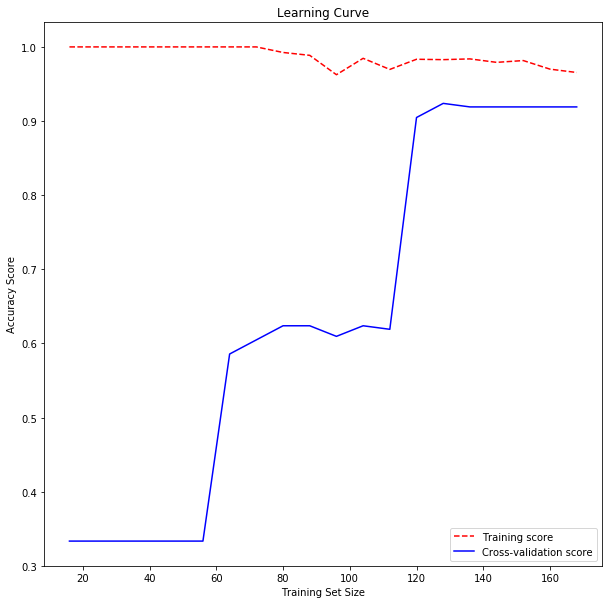 Learning Curve
1.0
0.9
0.8
0.7
0.6
0.5
0.4
0.3
Accuracy Score
20 40 60 80 100 120 140 160
Training Set Size
Training score
Cross-validation score